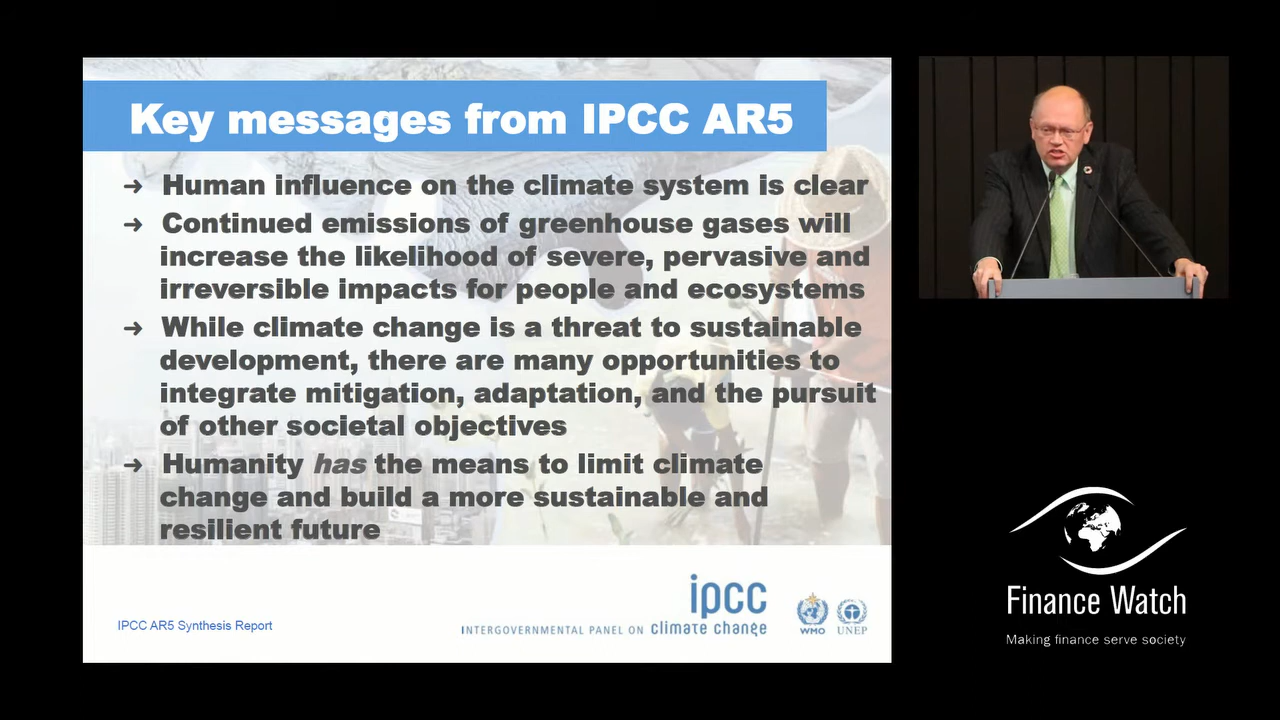 Key messages from IPCC AR5
→ Human influence on the climate system is clear
→ Continued emissions of greenhouse gases will
increase the likelihood of severe, pervasive and
irreversible impacts for people and ecosystems
→ While climate change is a threat to sustainable
development, there are many opportunities to
integrate mitigation, adaptation, and the pursuit
of other societal objectives
→ Humanity has the means to limit climate
change and build a more sustainable and
resilient future
IPCC AR5 Synthesis Report
ipcc
INTERGOVERNMENTAL PANEL ON climate change
WMO
UNEP
Finance Watch
Making finance serve society